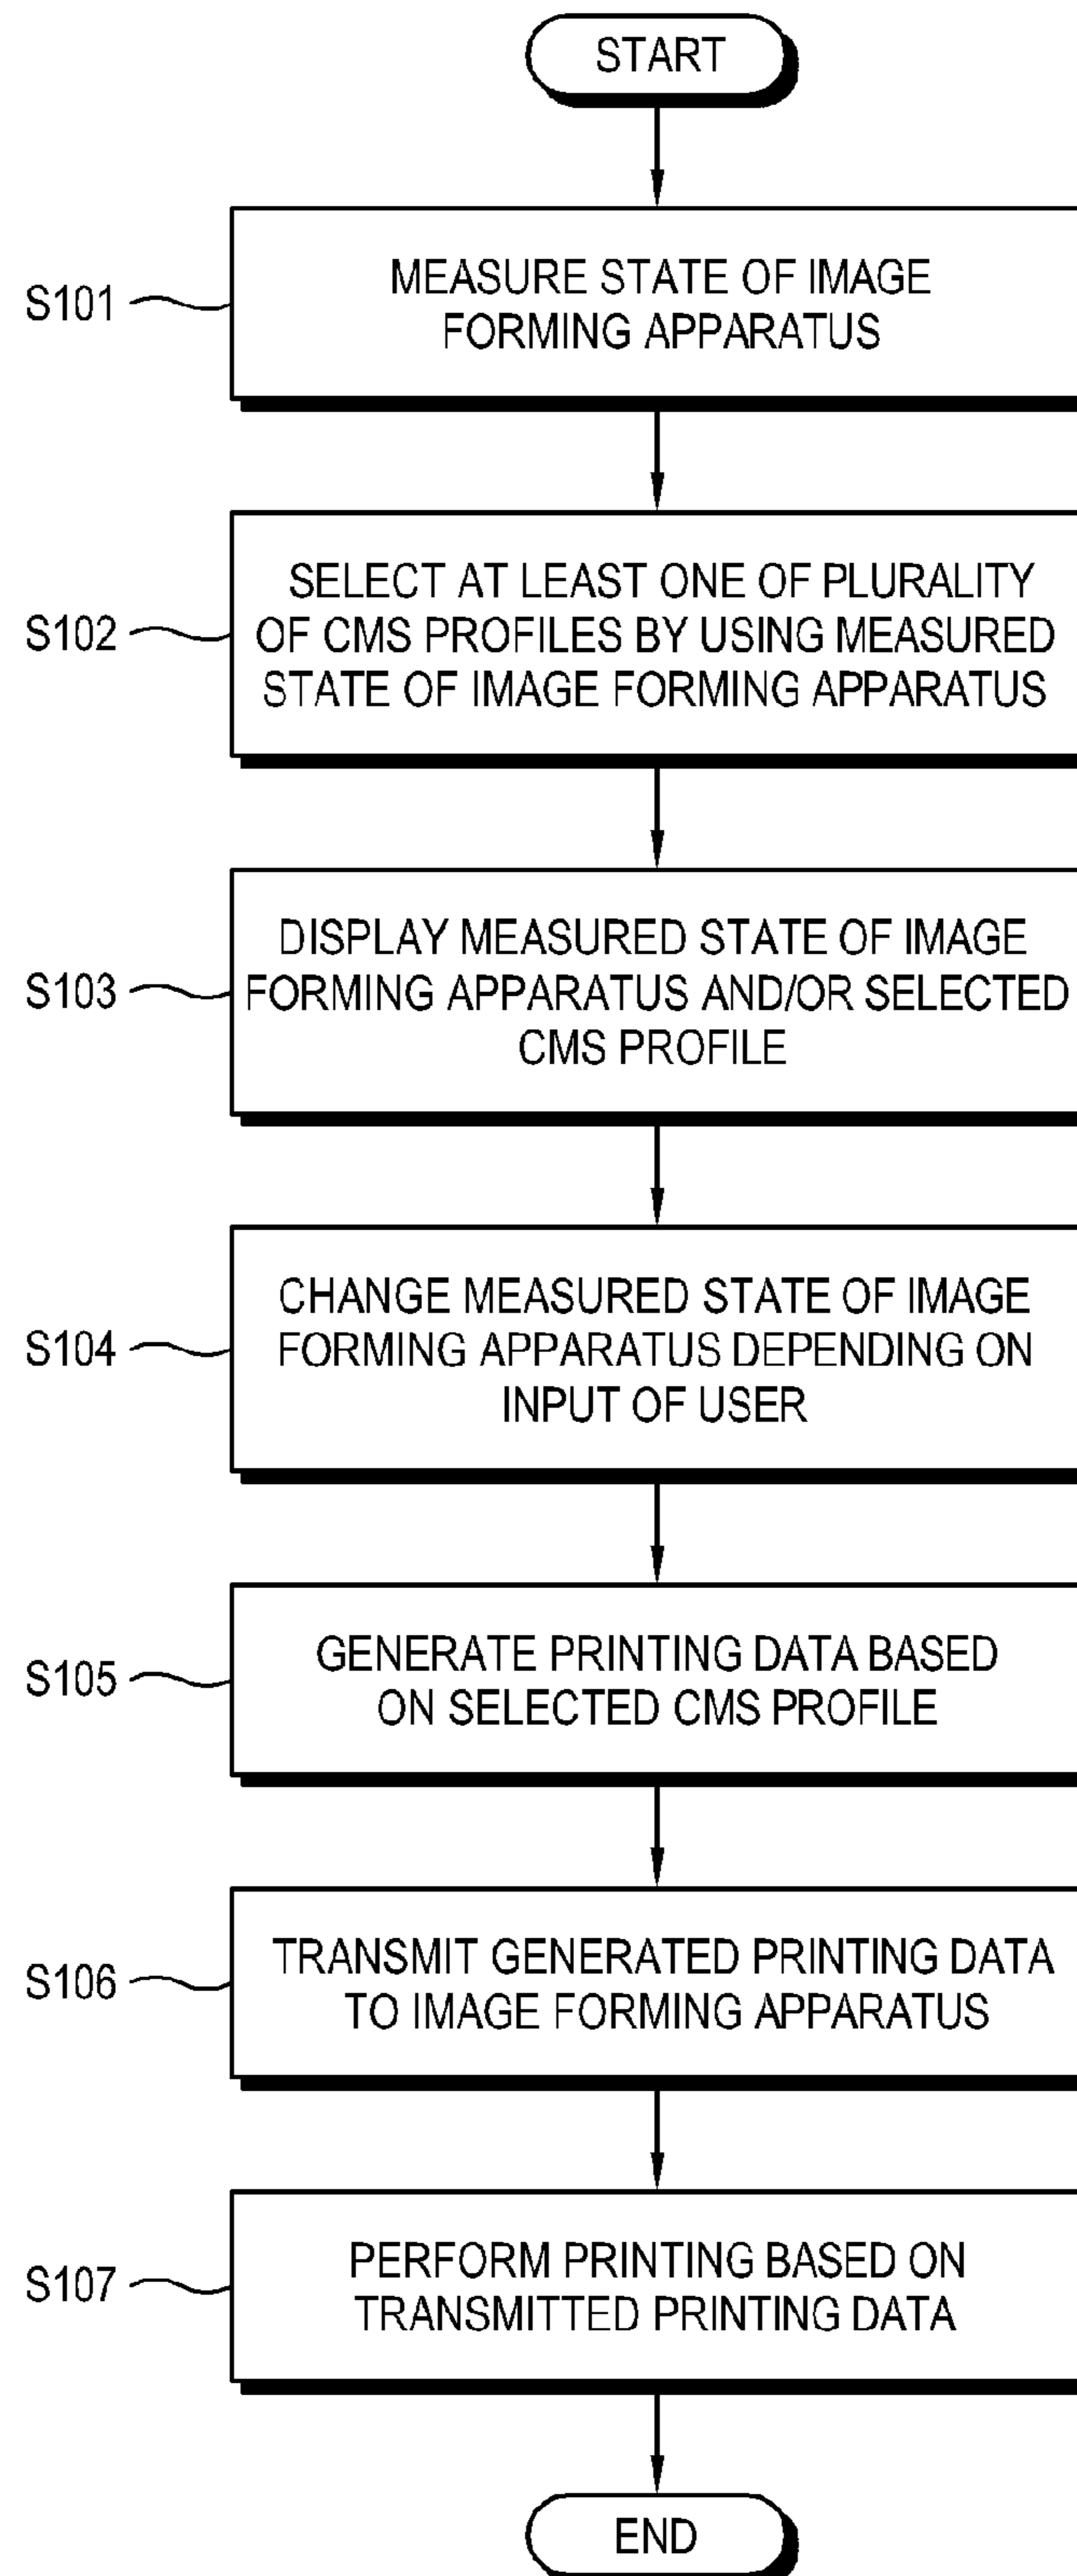 START
S101
MEASURE STATE OF IMAGE
FORMING APPARATUS
S102
SELECT AT LEAST ONE OF PLURALITY
OF CMS PROFILES BY USING MEASURED
STATE OF IMAGE FORMING APPARATUS
S103
DISPLAY MEASURED STATE OF IMAGE
FORMING APPARATUS AND/OR SELECTED
CMS PROFILE
S104
CHANGE MEASURED STATE OF IMAGE
FORMING APPARATUS DEPENDING ON
INPUT OF USER
S105
GENERATE PRINTING DATA BASED
ON SELECTED CMS PROFILE
S106
TRANSMIT GENERATED PRINTING DATA
TO IMAGE FORMING APPARATUS
S107
PERFORM PRINTING BASED ON
TRANSMITTED PRINTING DATA
END